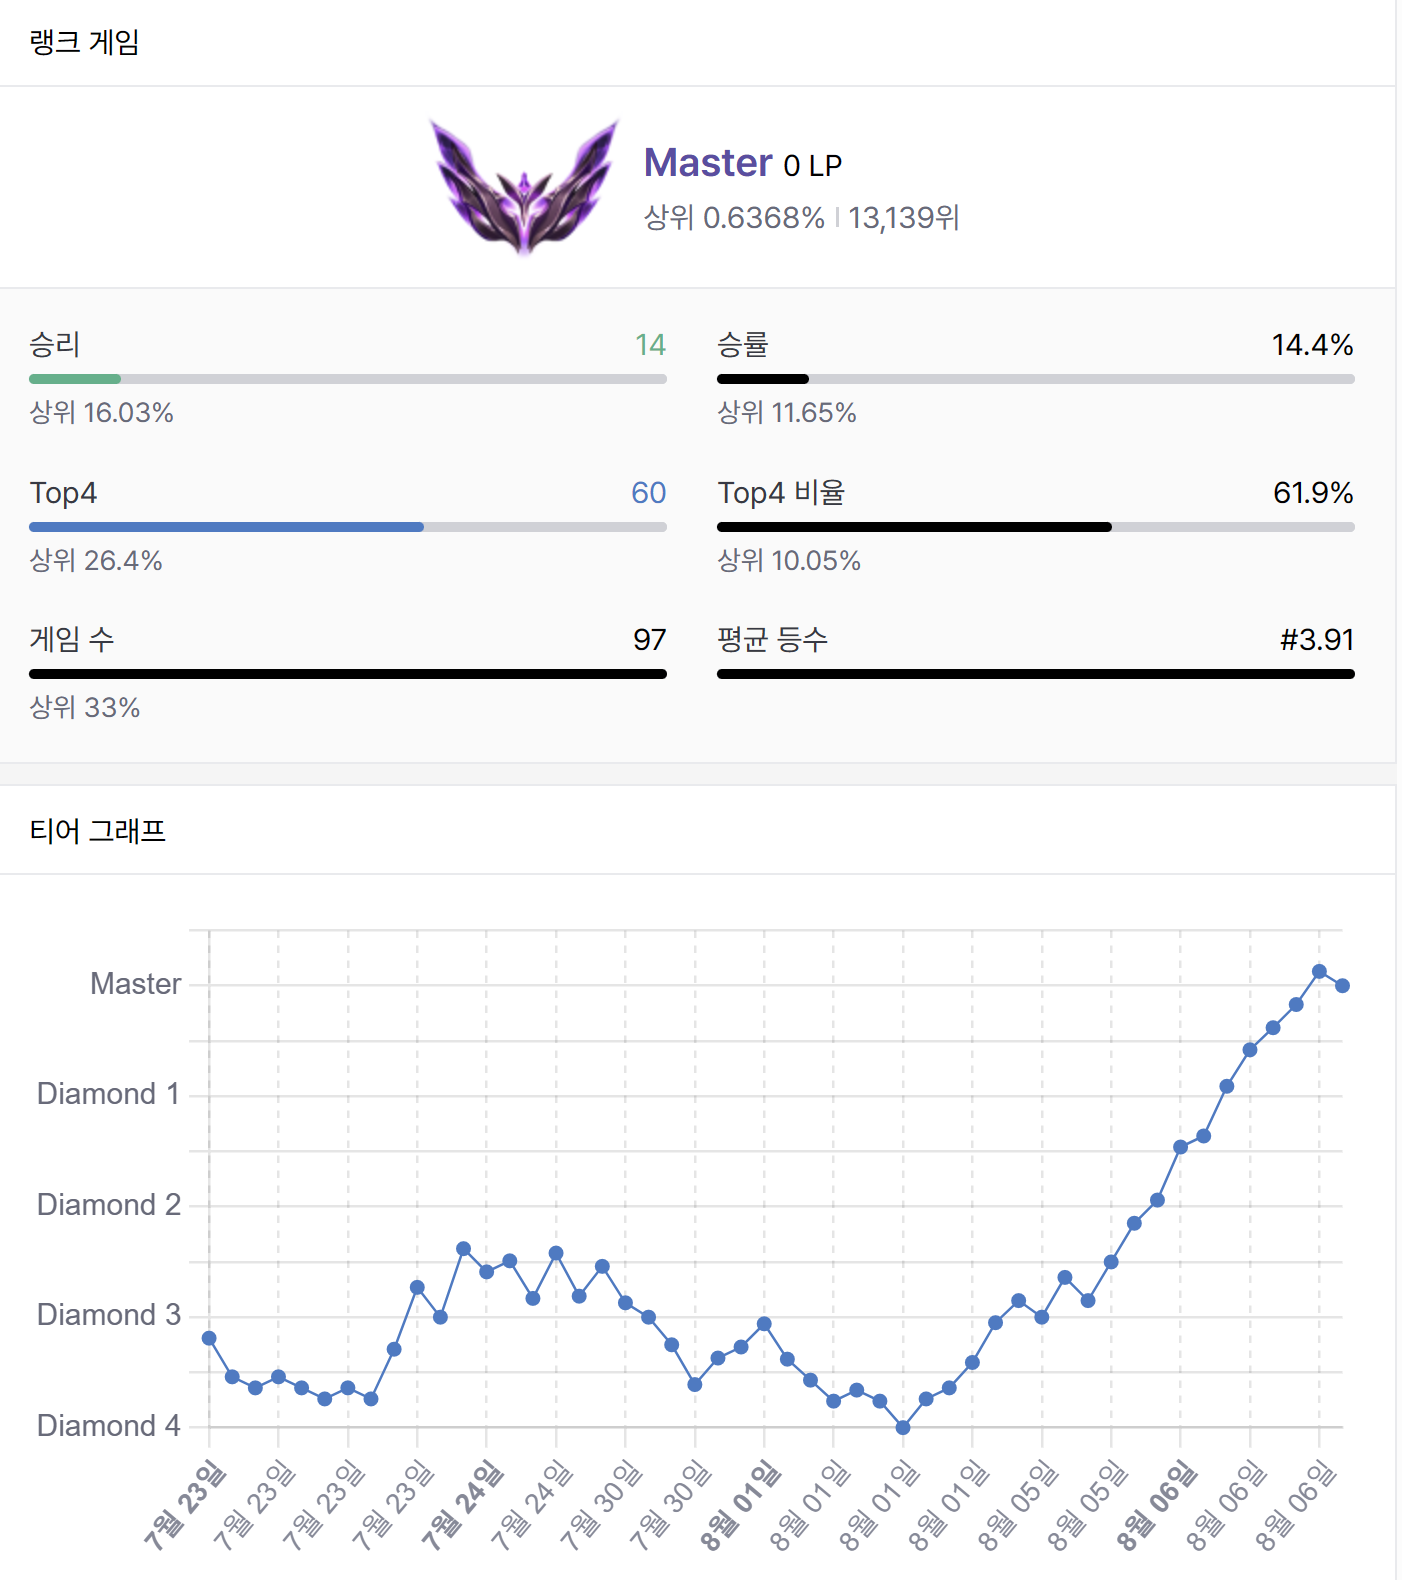 랭크 게임
Master 0 LP
상위 0.6368% | 13,139위
승리 14
상위 16.03%
승률 14.4%
상위 11.65%
Top4 60
상위 26.4%
Top4 비율 61.9%
상위 10.05%
게임 수 97
상위 33%
평균 등수 #3.91
티어 그래프
Master
Diamond 1
Diamond 2
Diamond 3
Diamond 4
7월 23일
7월 23일
7월 23일
7월 23일
7월 24일
7월 24일
7월 30일
7월 30일
8월 01일
8월 01일
8월 01일
8월 01일
8월 05일
8월 05일
8월 06일
8월 06일
8월 06일